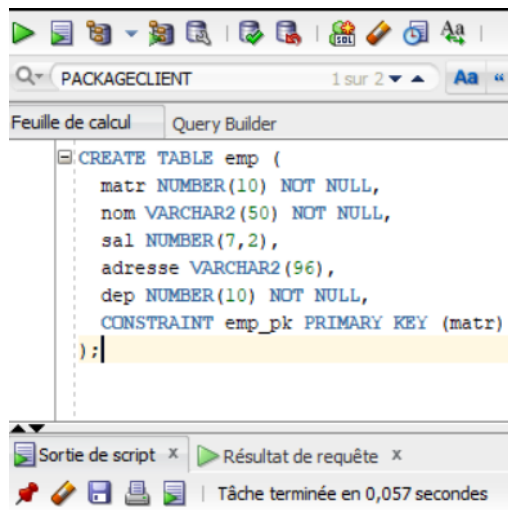 SQL
Aa
PACKAGECLIENT 1 sur 2 Aa “
Feuille de calcul Query Builder
CREATE TABLE emp (
matr NUMBER(10) NOT NULL,
nom VARCHAR2(50) NOT NULL,
sal NUMBER(7,2),
adresse VARCHAR2(96),
dep NUMBER(10) NOT NULL,
CONSTRAINT emp_pk PRIMARY KEY (matr)
);
Sortie de script x Résultat de requête x
Tâche terminée en 0,057 secondes